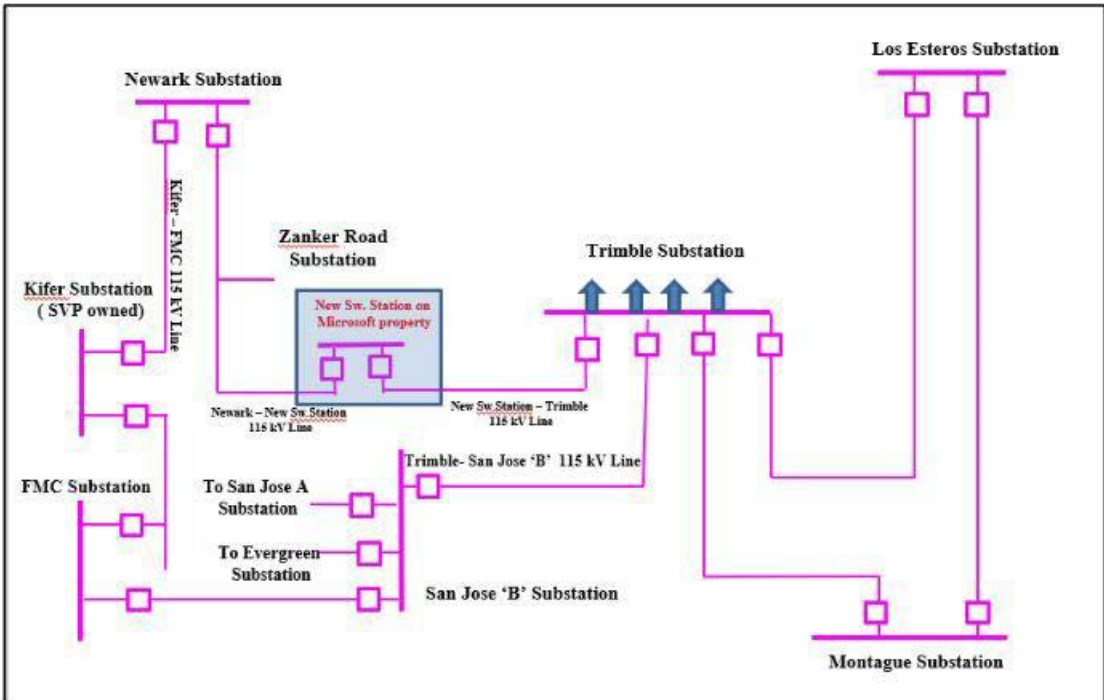 Los Esteros Substation
Newark Substation
Kifer – FMC 115 kV Line
Zanker Road
Substation
Trimble Substation
Kifer Substation
( SVP owned)
New Sw. Station on
Microsoft property
Newark – New Sw.Station
115 kV Line
New Sw.Station – Trimble
115 kV Line
Trimble- San Jose ‘B’ 115 kV Line
FMC Substation
To San Jose A
Substation
To Evergreen
Substation
San Jose ‘B’ Substation
Montague Substation